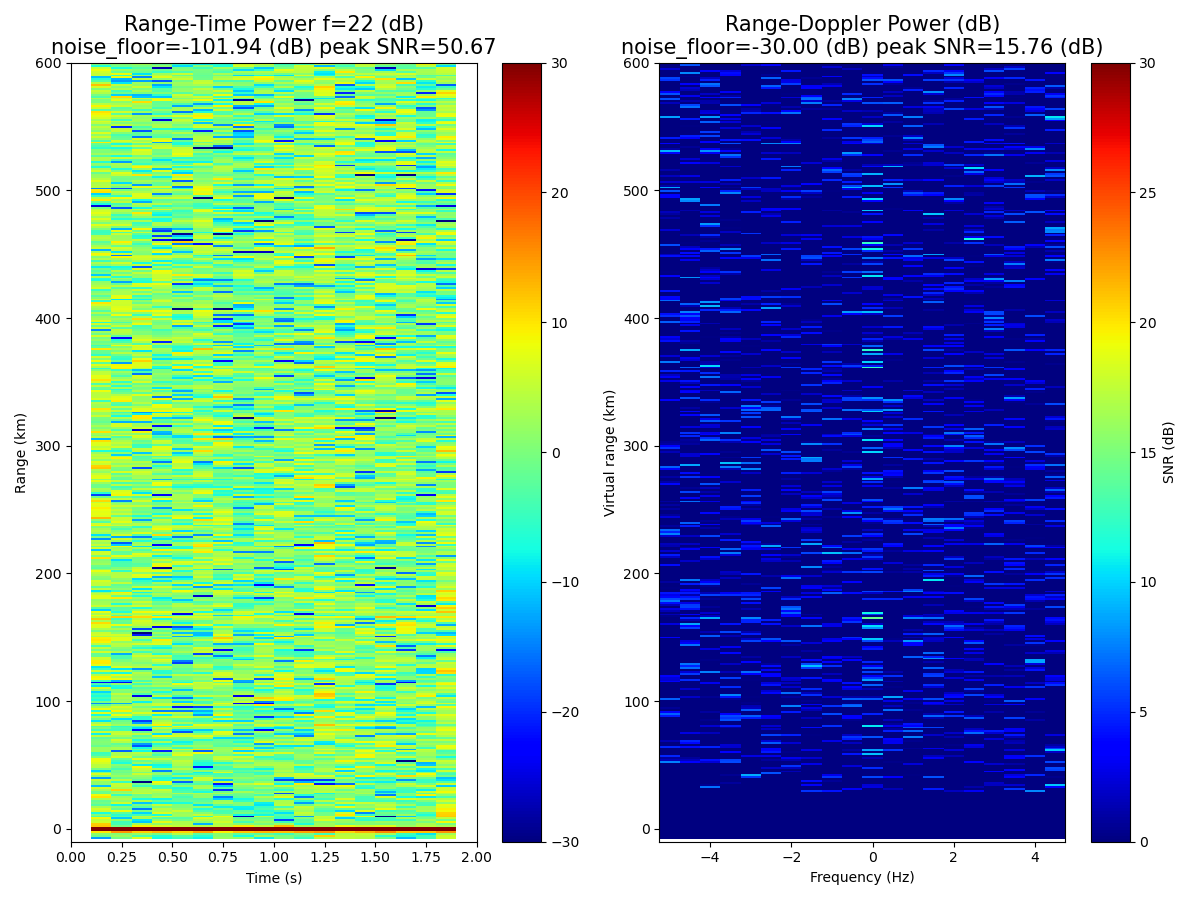 Range-Time Power f=22 (dB)
noise_floor=-101.94 (dB) peak SNR=50.67
Range-Doppler Power (dB)
noise_floor=-30.00 (dB) peak SNR=15.76 (dB)
600
500
400
300
200
100
0
Range (km)
0.00 0.25 0.50 0.75 1.00 1.25 1.50 1.75 2.00
Time (s)
30
20
10
0
−10
−20
−30
600
500
400
300
200
100
0
Virtual range (km)
−4 −2 0 2 4
Frequency (Hz)
30
25
20
15
10
5
0
SNR (dB)